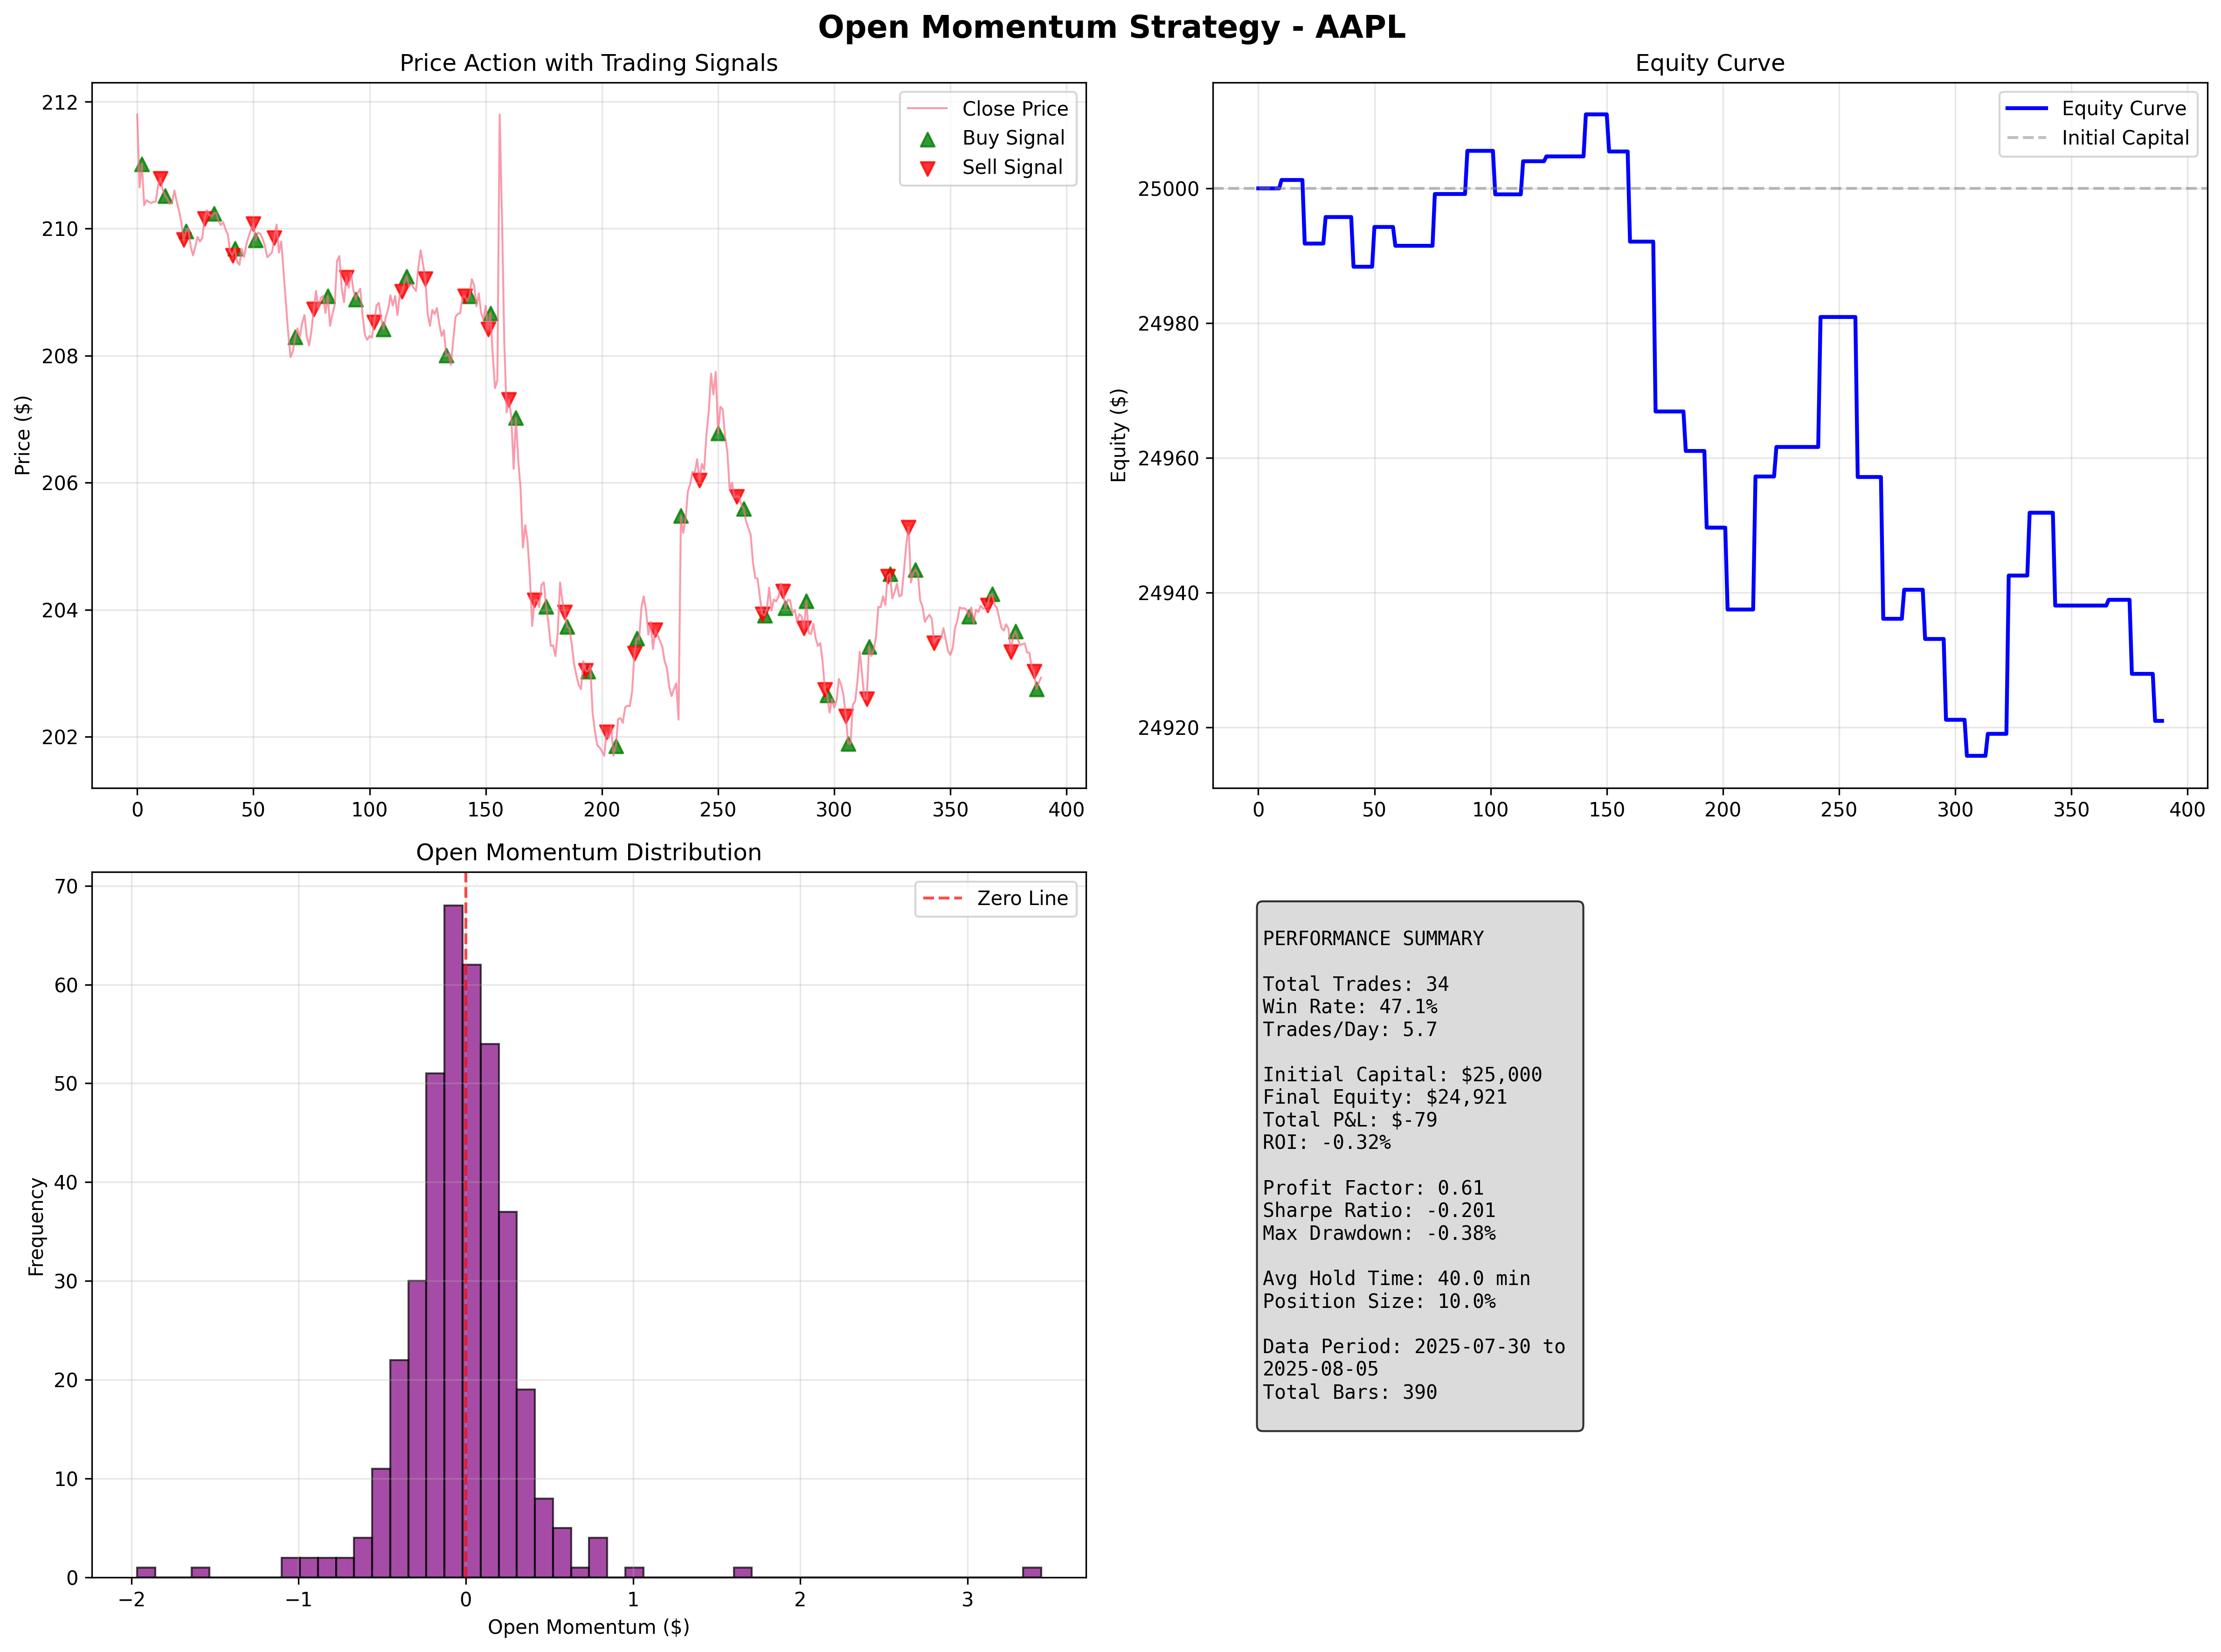 Open Momentum Strategy - AAPL
Price Action with Trading Signals
Price ($)
212
210
208
206
204
202
0 50 100 150 200 250 300 350 400
Close Price
Buy Signal
Sell Signal
Equity Curve
Equity ($)
25000
24980
24960
24940
24920
0 50 100 150 200 250 300 350 400
Equity Curve
Initial Capital
Open Momentum Distribution
Frequency
70
60
50
40
30
20
10
0
−2 −1 0 1 2 3
Open Momentum ($)
Zero Line
PERFORMANCE SUMMARY
Total Trades: 34
Win Rate: 47.1%
Trades/Day: 5.7
Initial Capital: $25,000
Final Equity: $24,921
Total P&L: $-79
ROI: -0.32%
Profit Factor: 0.61
Sharpe Ratio: -0.201
Max Drawdown: -0.38%
Avg Hold Time: 40.0 min
Position Size: 10.0%
Data Period: 2025-07-30 to
2025-08-05
Total Bars: 390